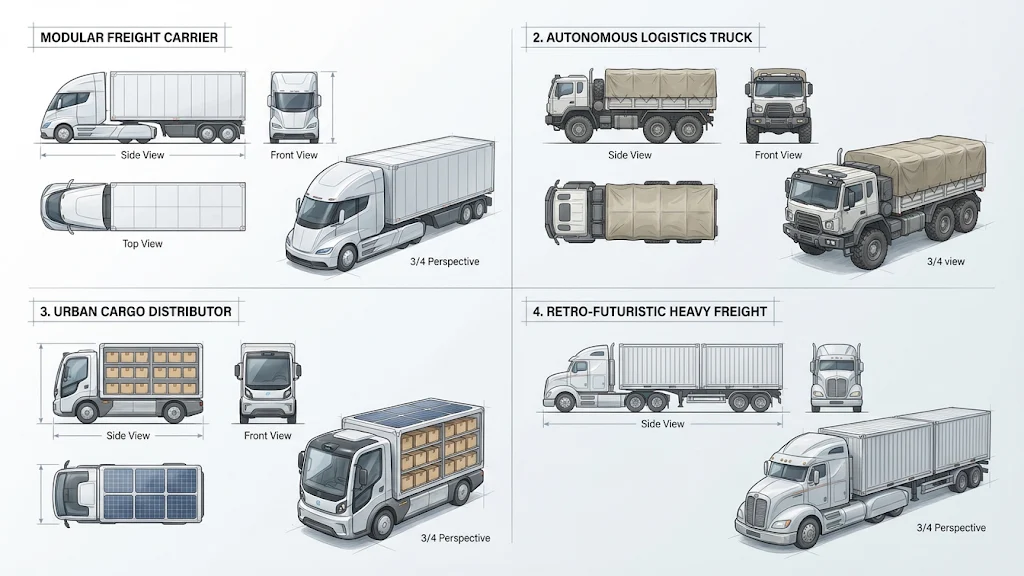 MODULAR FREIGHT CARRIER
Side View
Front View
Top View
3/4 Perspective
2. AUTONOMOUS LOGISTICS TRUCK
Side View
Front View
3/4 view
3. URBAN CARGO DISTRIBUTOR
Side View
Front View
3/4 Perspective
4. RETRO-FUTURISTIC HEAVY FREIGHT
Side View
3/4 Perspective